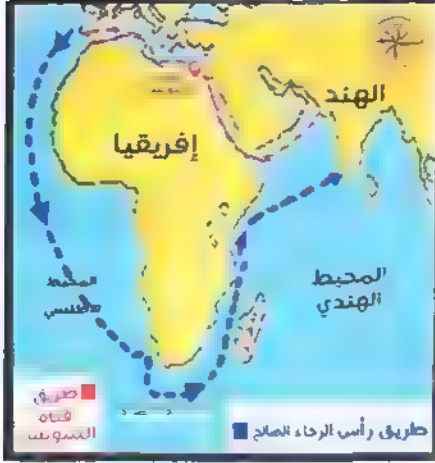 الهند
إفريقيا
المحيط
الهندي
المحيط
الأطلسي
طريق
قناة
السويس
طريق رأس الرجاء الصالح